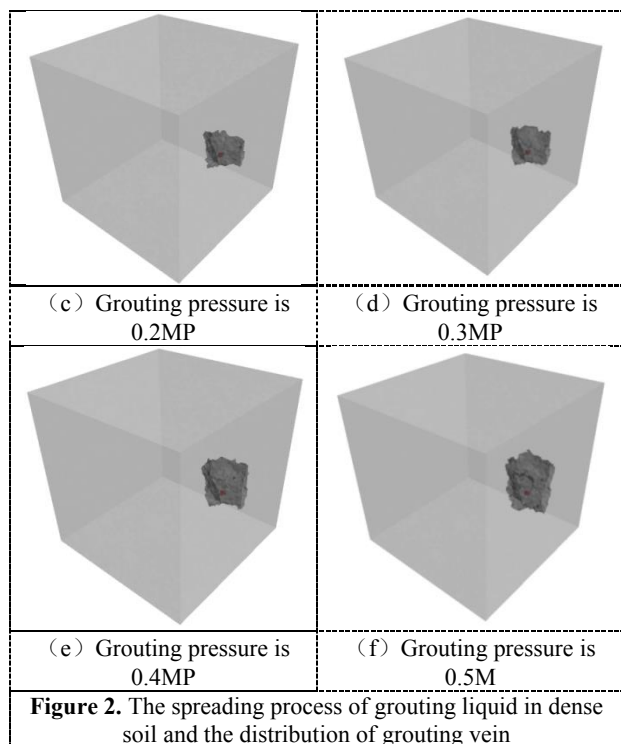 （c）Grouting pressure is
0.2MP
（d）Grouting pressure is
0.3MP
（e）Grouting pressure is
0.4MP
（f）Grouting pressure is
0.5M
Figure 2. The spreading process of grouting liquid in dense
soil and the distribution of grouting vein